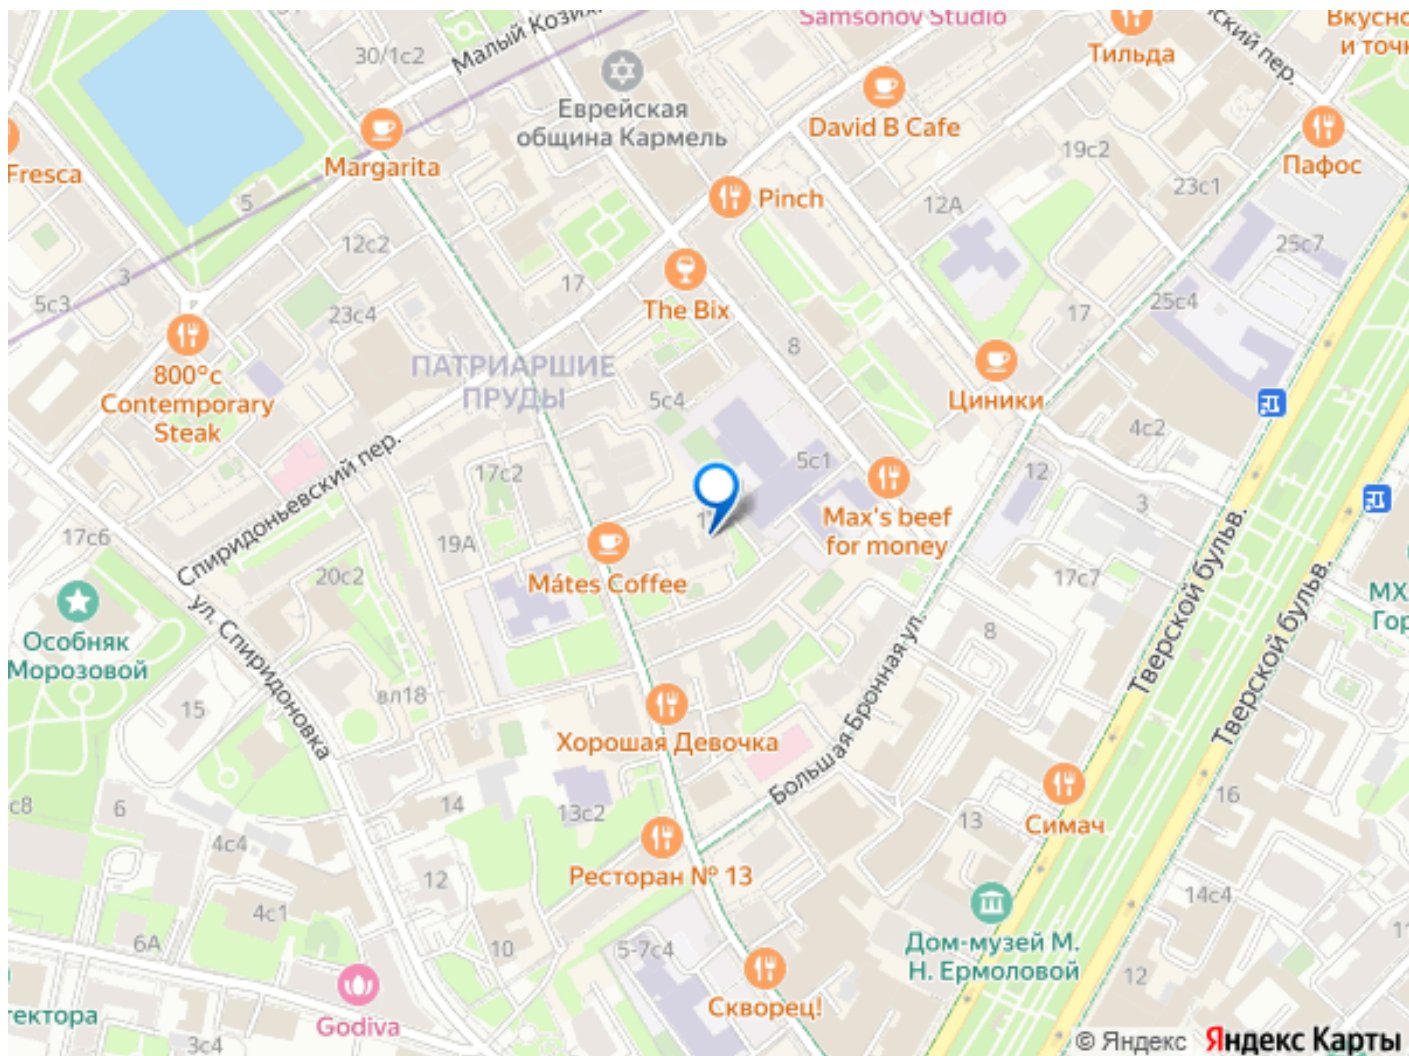 Samsonov Studio
Вкусно
и точк
Тильда
ский пер.
30/1с2
Малый Козих
Еврейская
община Кармель
David B Cafe
Margarita
Fresca
19с2
Пафос
23с1
Pinch
12А
5
12с2
25с7
3
5с3
17
The Bix
23с4
25с4
17
8
800°с
Contemporary
Steak
ПАТРИАРШИЕ
ПРУДЫ
5с4
Циники
4с2
Спиридоньевский пер.
17с2
5с1
12
3
Max's beef
for money
17с6
19А
Mátes Coffee
20с2
17с7
Тверской бульв.
Тверской бульв.
МХ
Гор
Особняк
Морозовой
ул. Спиридоновка
8
Большая Бронная ул.
вл18
15
Хорошая Девочка
с8
6
14
13с2
16
13
Симач
4с4
Ресторан № 13
12
14с4
4с1
6А
10
5-7с4
Дом-музей М.
Н. Ермоловой
12
Скворец!
тектора
Godiva
3с4
© Яндекс Яндекс Карты